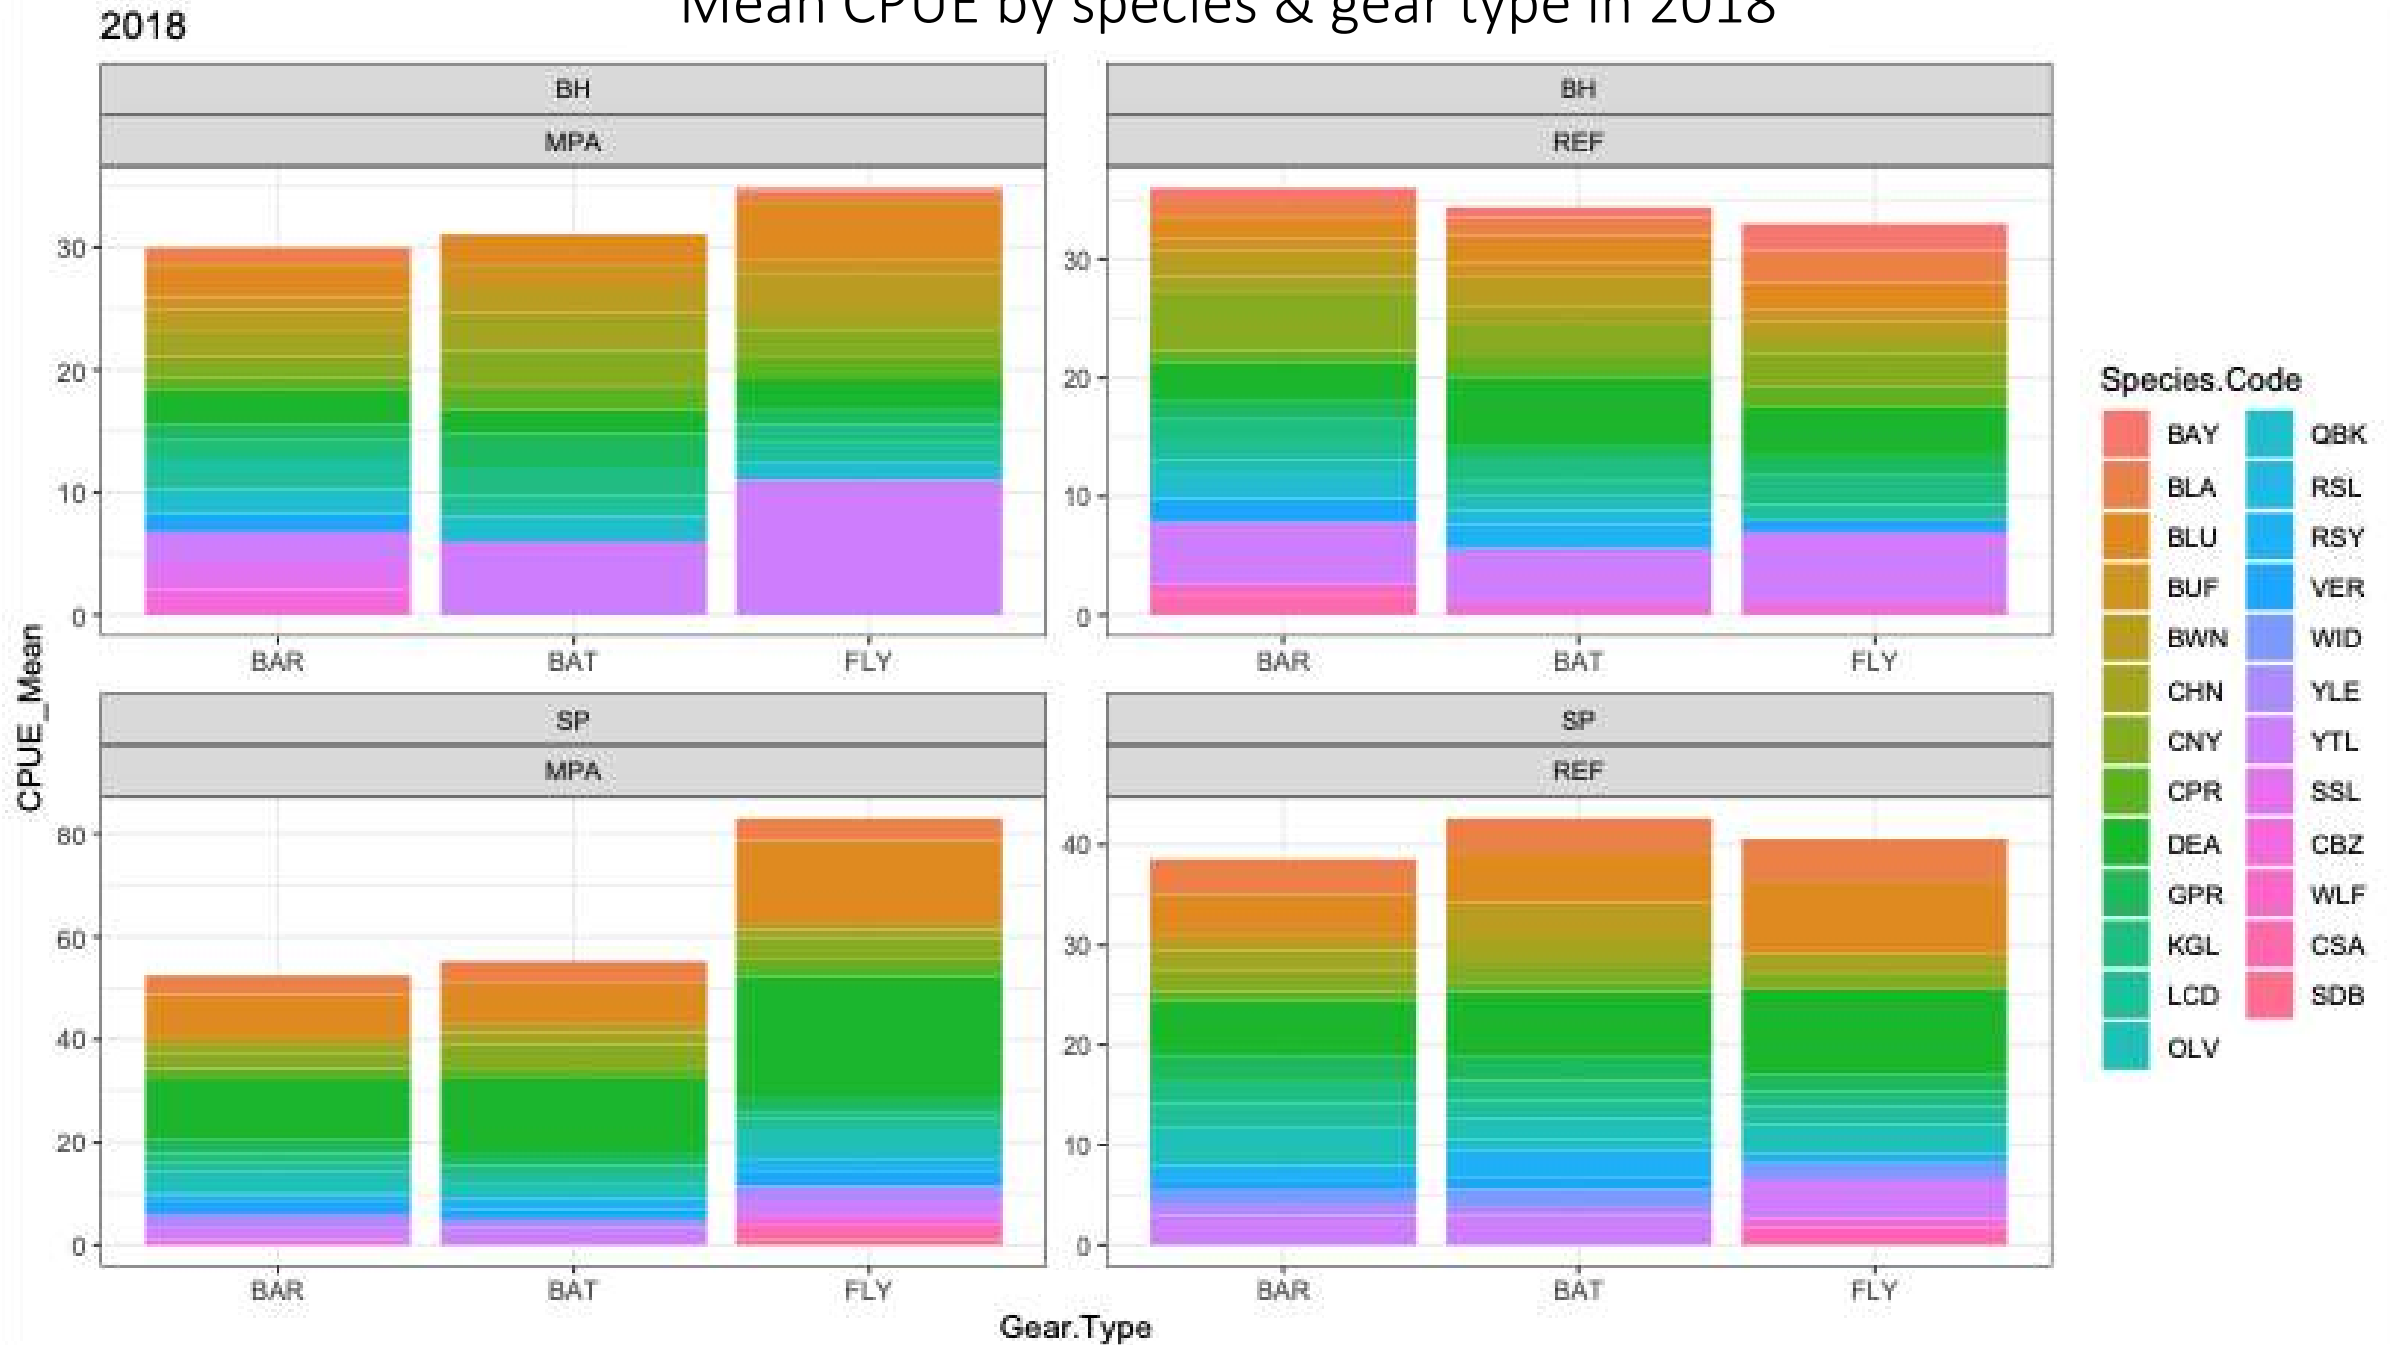 Mean CPUE by species & gear type in 2018
2018
BH
MPA
30
20
10
0
BAR BAT FLY
BH
REF
30
20
10
0
BAR BAT FLY
SP
MPA
80
60
40
20
0
BAR BAT FLY
SP
REF
40
30
20
10
0
BAR BAT FLY
CPUE_Mean
Gear.Type
Species.Code
BAY QBK
BLA RSL
BLU RSY
BUF VER
BWN WID
CHN YLE
CNY YTL
CPR SSL
DEA CBZ
GPR WLF
KGL CSA
LCD SDB
OLV